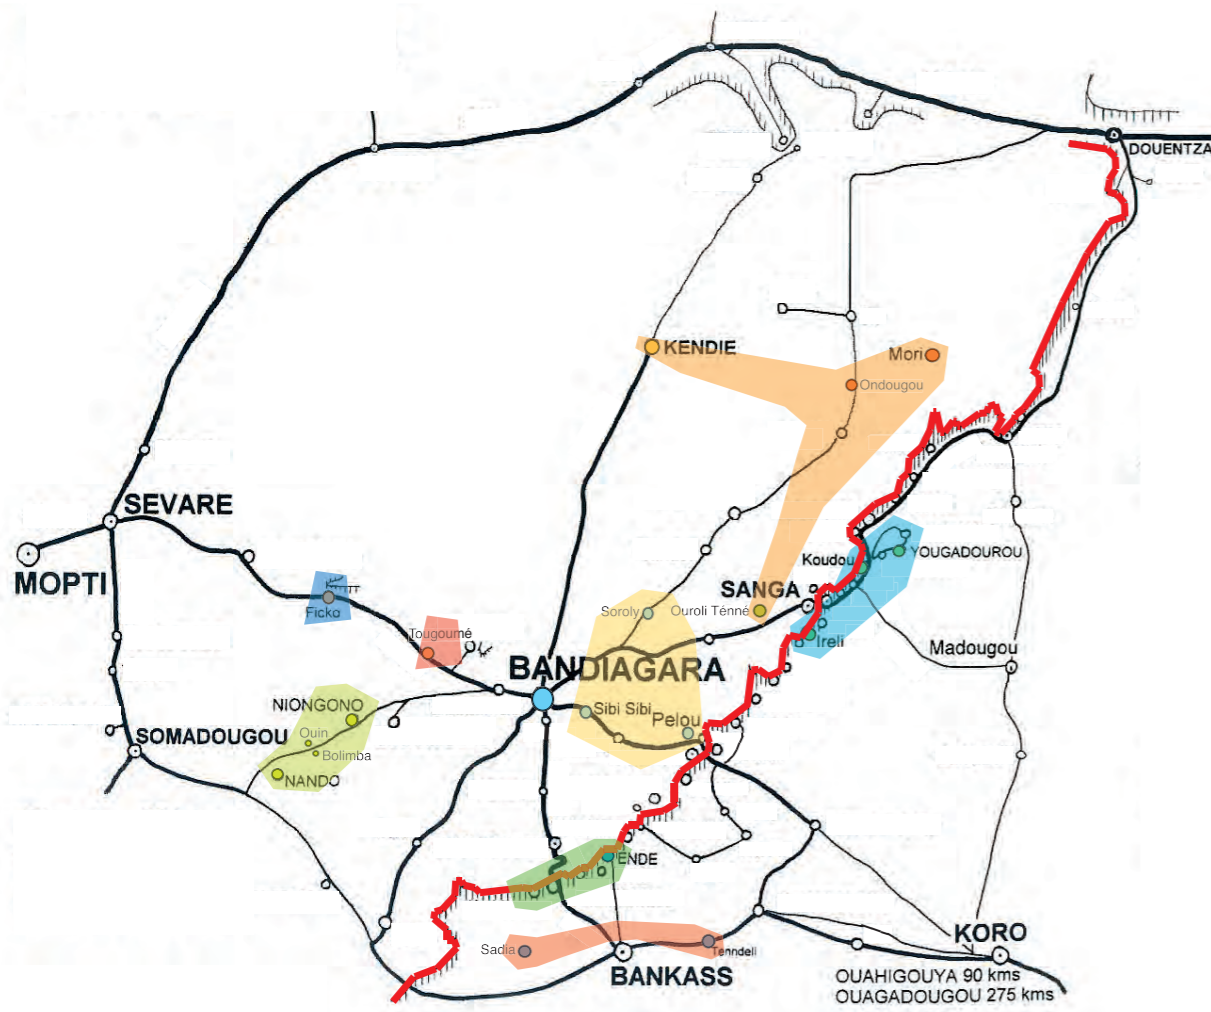 DOUENTZA
KENDIE
Mori
Ondougou
SEVARE
MOPTI
Koudou
YOUGADOUROU
SANGA
Ficko
Soroly
Ouroli Ténné
Tougoumé
Ireli
Madougou
BANDIAGARA
NIONGONO
Sibi Sibi
Pelou
SOMADOUGOU
Ouin
Bolimba
NANDO
ENDE
Sadia
Tenndeli
KORO
BANKASS
OUAHIGOUYA 90 kms
OUAGADOUGOU 275 kms